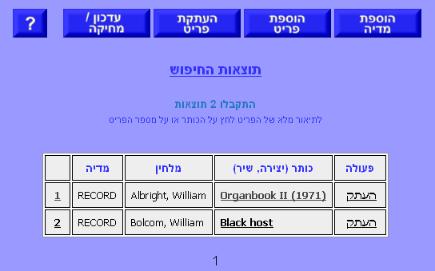 הוספת מדיה
הוספת פריט
העתקת פריט
עדכון / מחיקה
?
תוצאות החיפוש
התקבלו 2 תוצאות
לתיאור מלא של הפריט לחץ על הכותר או על מספר הפריט
פעולה כותר (יצירה, שיר) מלחין מדיה
העתק Organbook II (1971) Albright, William RECORD 1
העתק Black host Bolcom, William RECORD 2
1